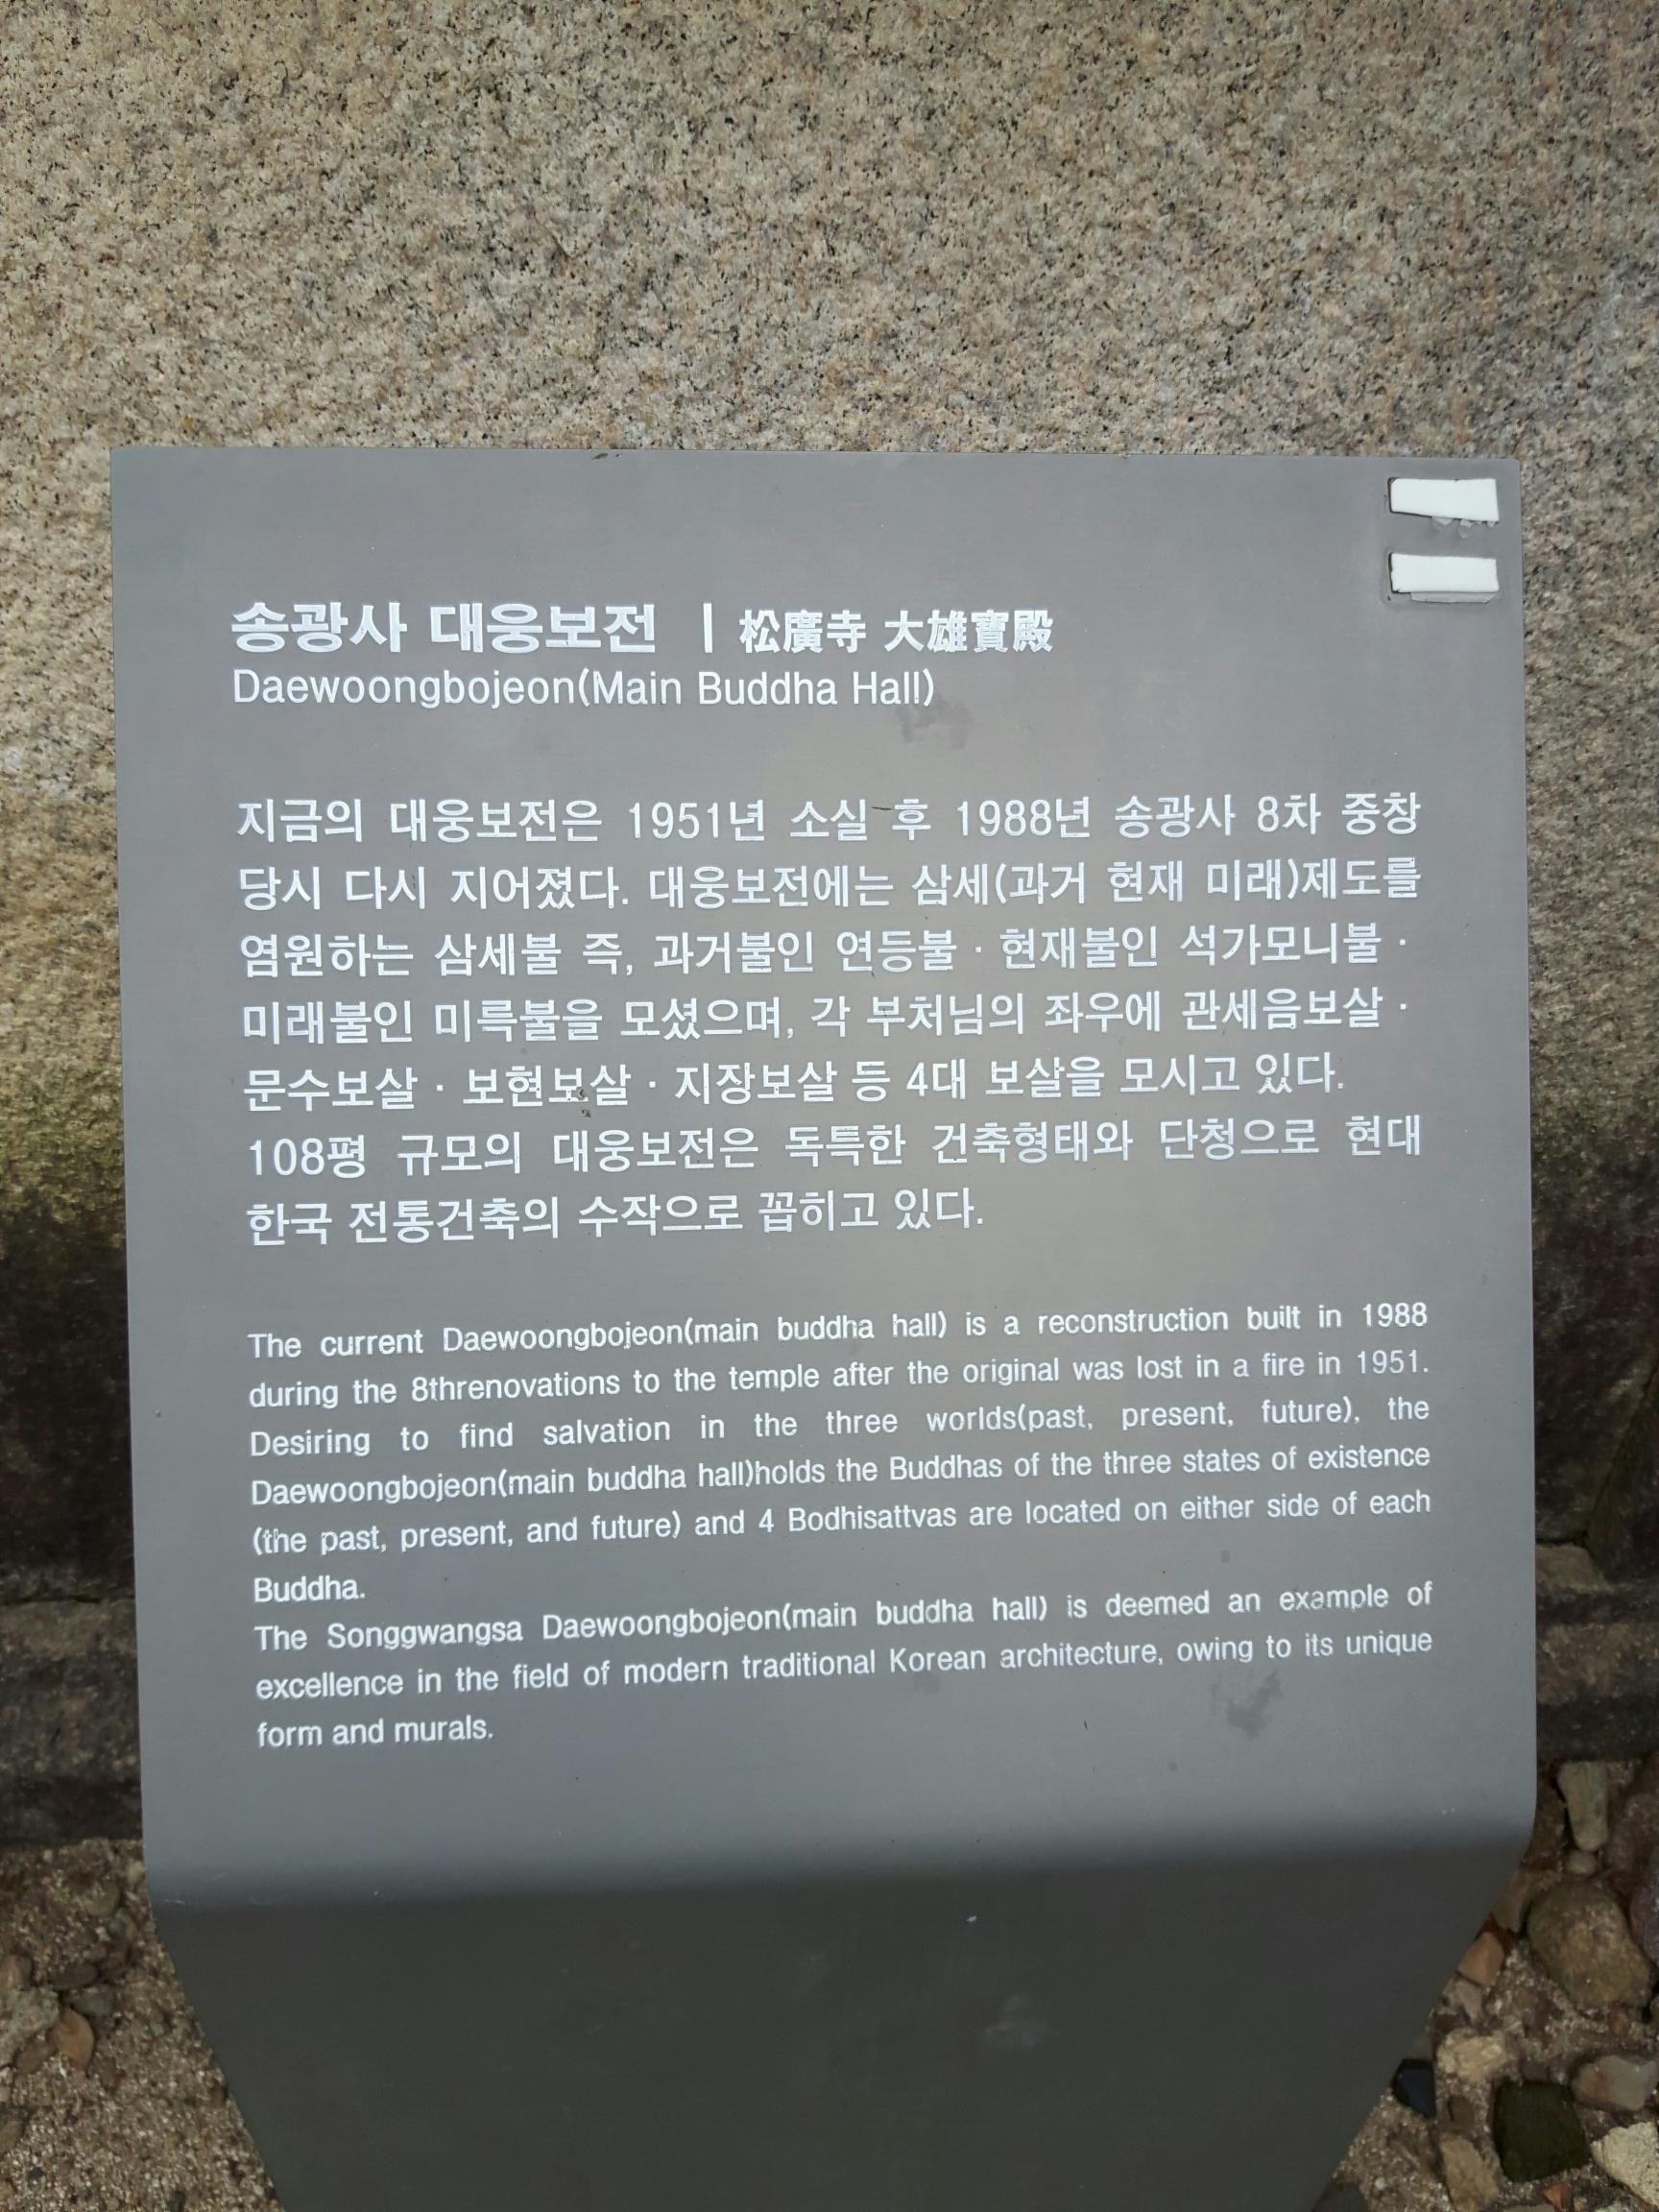 송광사 대웅보전 | 松廣寺 大雄寶殿
Daewoongbojeon(Main Buddha Hall)
지금의 대웅보전은 1951년 소실 후 1988년 송광사 8차 중창
당시 다시 지어졌다. 대웅보전에는 삼세(과거 현재 미래)제도를
염원하는 삼세불 즉, 과거불인 연등불 · 현재불인 석가모니불 ·
미래불인 미륵불을 모셨으며, 각 부처님의 좌우에 관세음보살 ·
문수보살 · 보현보살 · 지장보살 등 4대 보살을 모시고 있다.
108평 규모의 대웅보전은 독특한 건축형태와 단청으로 현대
한국 전통건축의 수작으로 꼽히고 있다.
The current Daewoongbojeon(main buddha hall) is a reconstruction built in 1988
during the 8threnovations to the temple after the original was lost in a fire in 1951.
Desiring to find salvation in the three worlds(past, present, future), the
Daewoongbojeon(main buddha hall)holds the Buddhas of the three states of existence
(the past, present, and future) and 4 Bodhisattvas are located on either side of each
Buddha.
The Songgwangsa Daewoongbojeon(main buddha hall) is deemed an example of
excellence in the field of modern traditional Korean architecture, owing to its unique
form and murals.